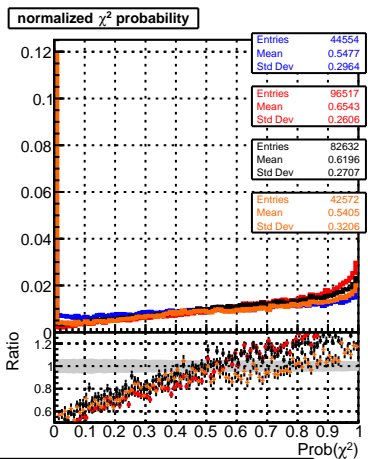 normalized χ² probability
Entries 44554
Mean 0.5477
Std Dev 0.2964
Entries 96517
Mean 0.6543
Std Dev 0.2606
Entries 82632
Mean 0.6196
Std Dev 0.2707
Entries 42572
Mean 0.5405
Std Dev 0.3206
0.12
0.1
0.08
0.06
0.04
0.02
0
Ratio
1.2
1
0.8
0.6
0 0.1 0.2 0.3 0.4 0.5 0.6 0.7 0.8 0.9 1
Prob(χ²)